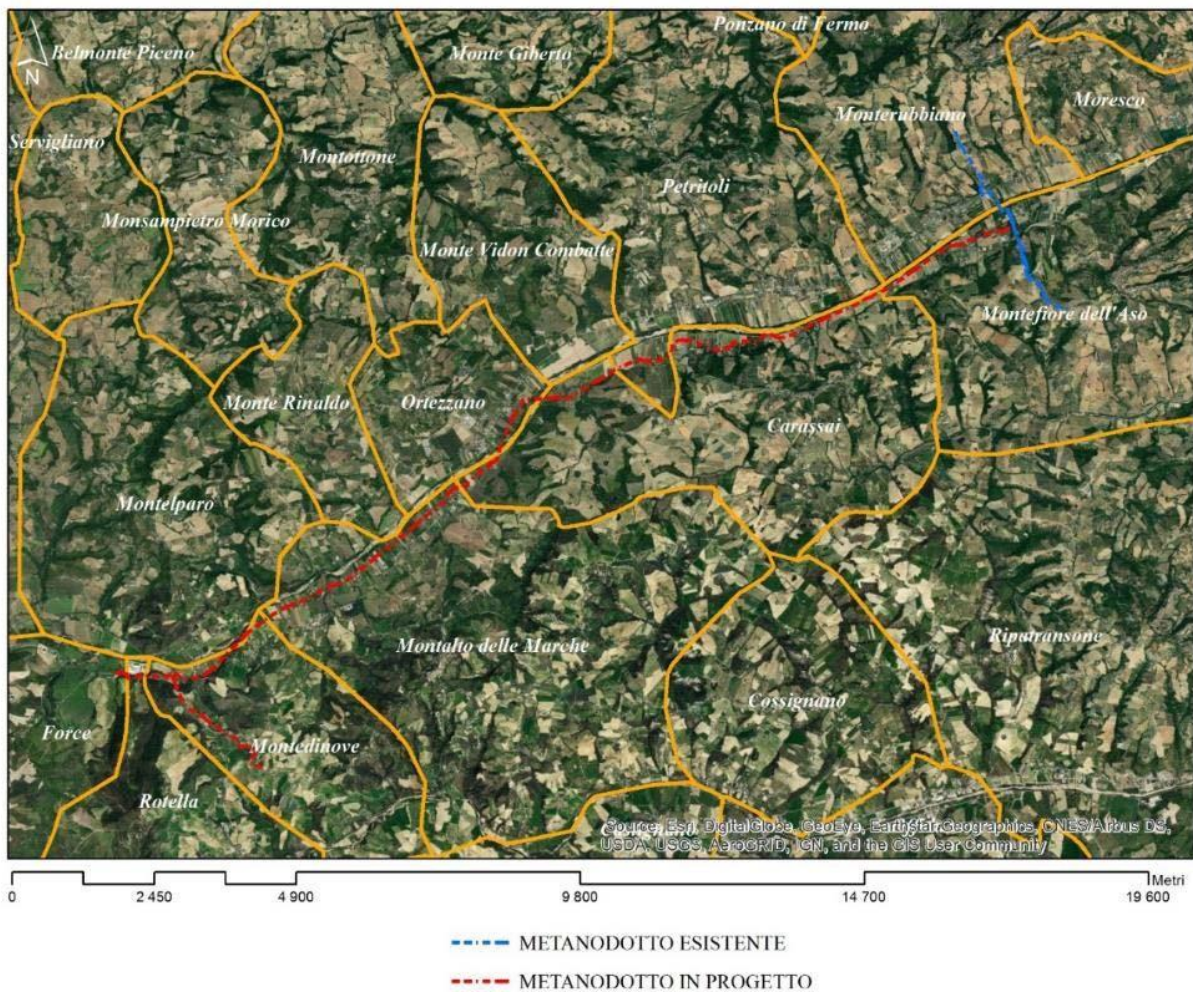 Ponzano di Fermo
Belmonte Piceno
Monte Giberto
N
Moresco
Monterubbiano
Servigliano
Montottone
Petritoli
Monsampietro Morico
Monte Vidon Combatte
Montefiore dell'Aso
Monte Rinaldo
Ortezzano
Carassai
Montelparo
Ripatransone
Montalto delle Marche
Cossignano
Force
Montedinove
Rotella
Source: Esri, DigitalGlobe, GeoEye, Earthstar Geographics, CNES/Airbus DS,
USDA, USGS, AeroGRID, IGN, and the GIS User Community
Metri
0 2 450 4 900 9 800 14 700 19 600
METANODOTTO ESISTENTE
METANODOTTO IN PROGETTO